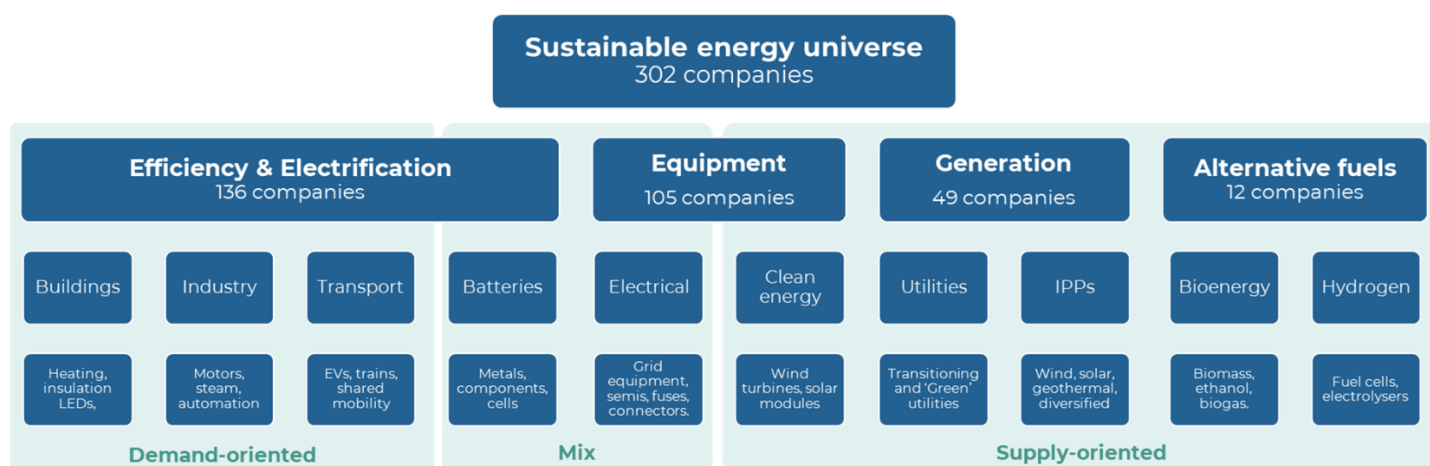 Sustainable energy universe
302 companies
Efficiency & Electrification
136 companies
Equipment
105 companies
Generation
49 companies
Alternative fuels
12 companies
Buildings
Industry
Transport
Batteries
Electrical
Clean
energy
Utilities
IPPs
Bioenergy
Hydrogen
Heating,
insulation
LEDs,
Motors,
steam,
automation
EVs, trains,
shared
mobility
Metals,
components,
cells
Grid
equipment,
semis, fuses,
connectors.
Wind
turbines, solar
modules
Transitioning
and ‘Green’
utilities
Wind, solar,
geothermal,
diversified
Biomass,
ethanol,
biogas.
Fuel cells,
electrolysers
Demand-oriented
Mix
Supply-oriented